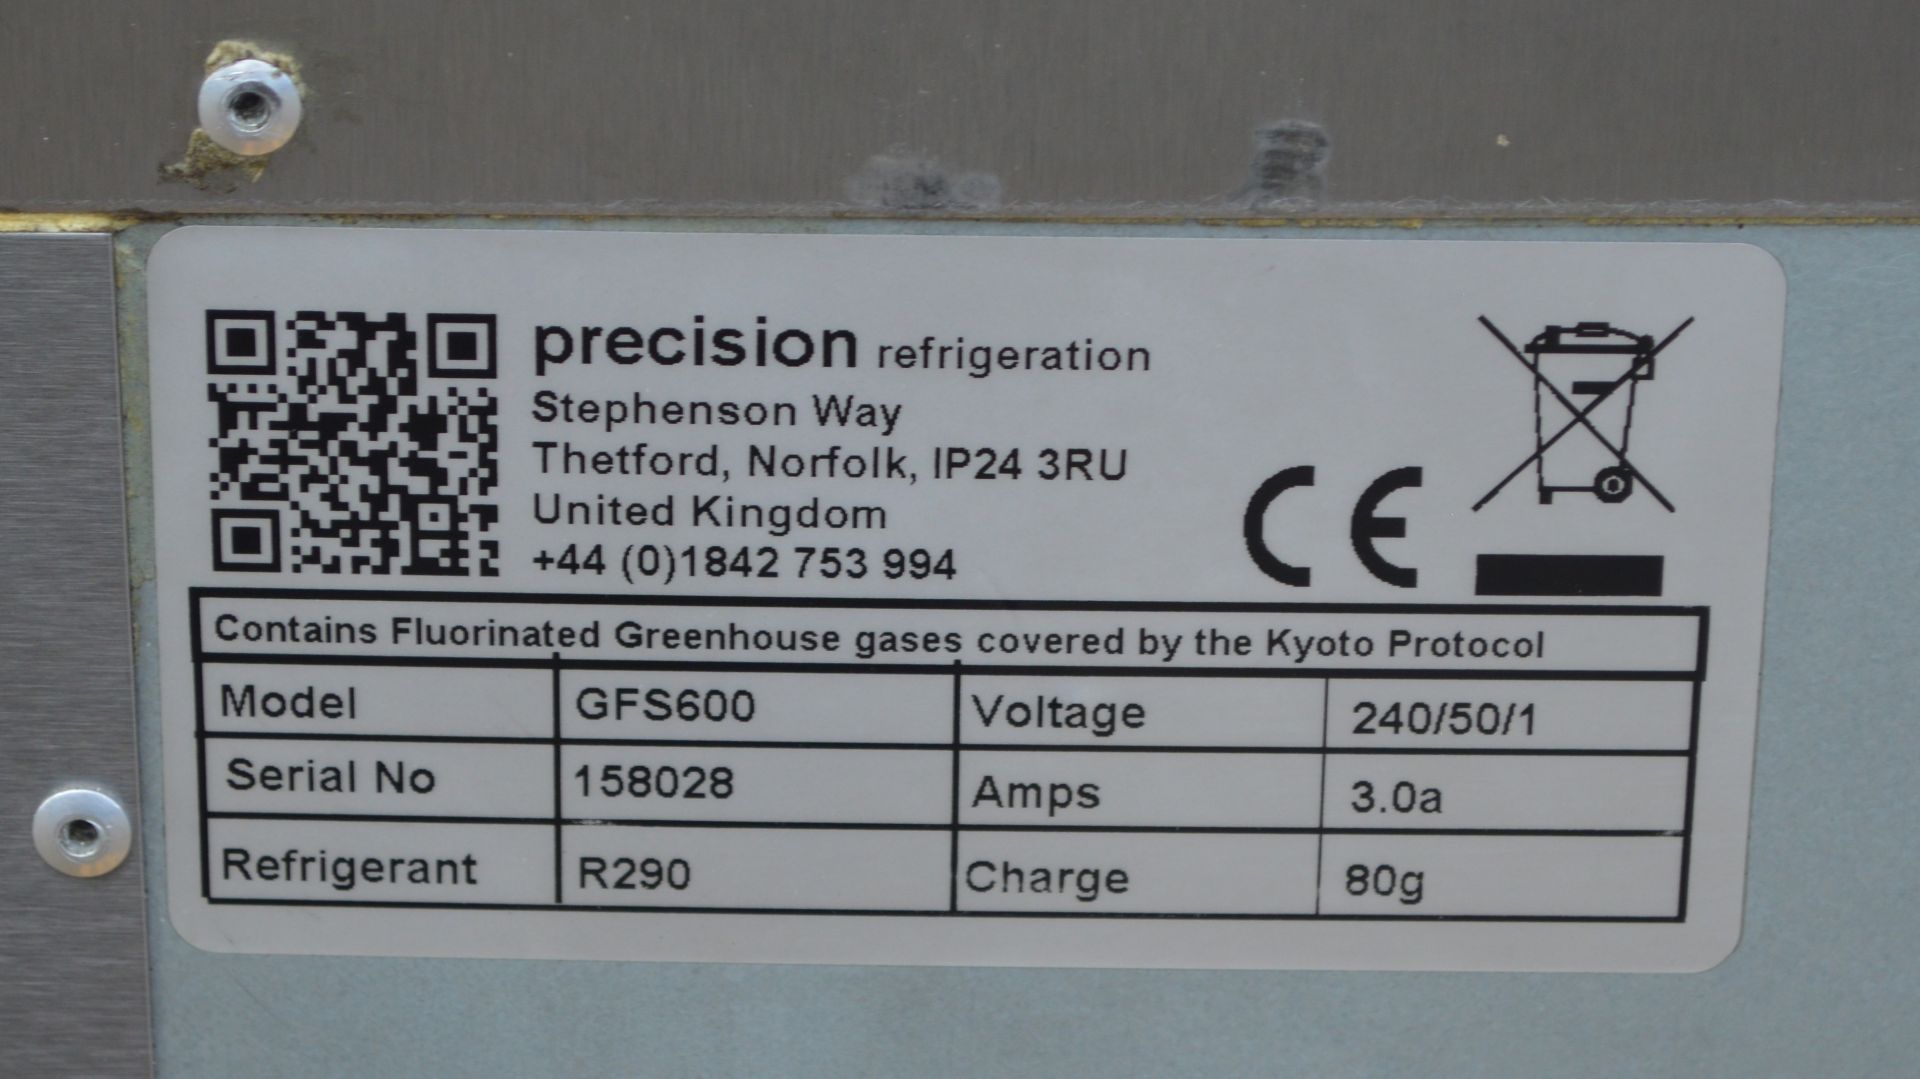 precision refrigeration
Stephenson Way
Thetford, Norfolk, IP24 3RU
United Kingdom
+44 (0)1842 753 994
CE
Contains Fluorinated Greenhouse gases covered by the Kyoto Protocol
Model GFS600 Voltage 240/50/1
Serial No 158028 Amps 3.0a
Refrigerant R290 Charge 80g